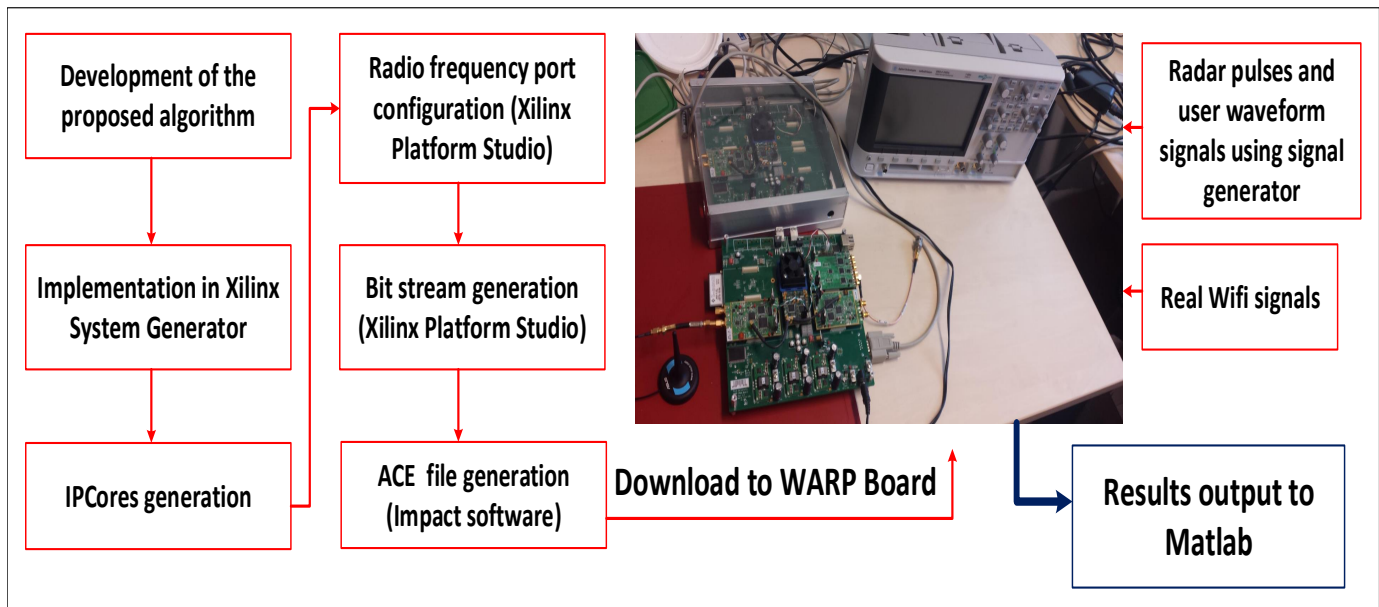 Development of the
proposed algorithm
Implementation in Xilinx
System Generator
IPCores generation
Radio frequency port
configuration (Xilinx
Platform Studio)
Bit stream generation
(Xilinx Platform Studio)
ACE file generation
(Impact software)
Download to WARP Board
Radar pulses and
user waveform
signals using signal
generator
Real Wifi signals
Results output to
Matlab